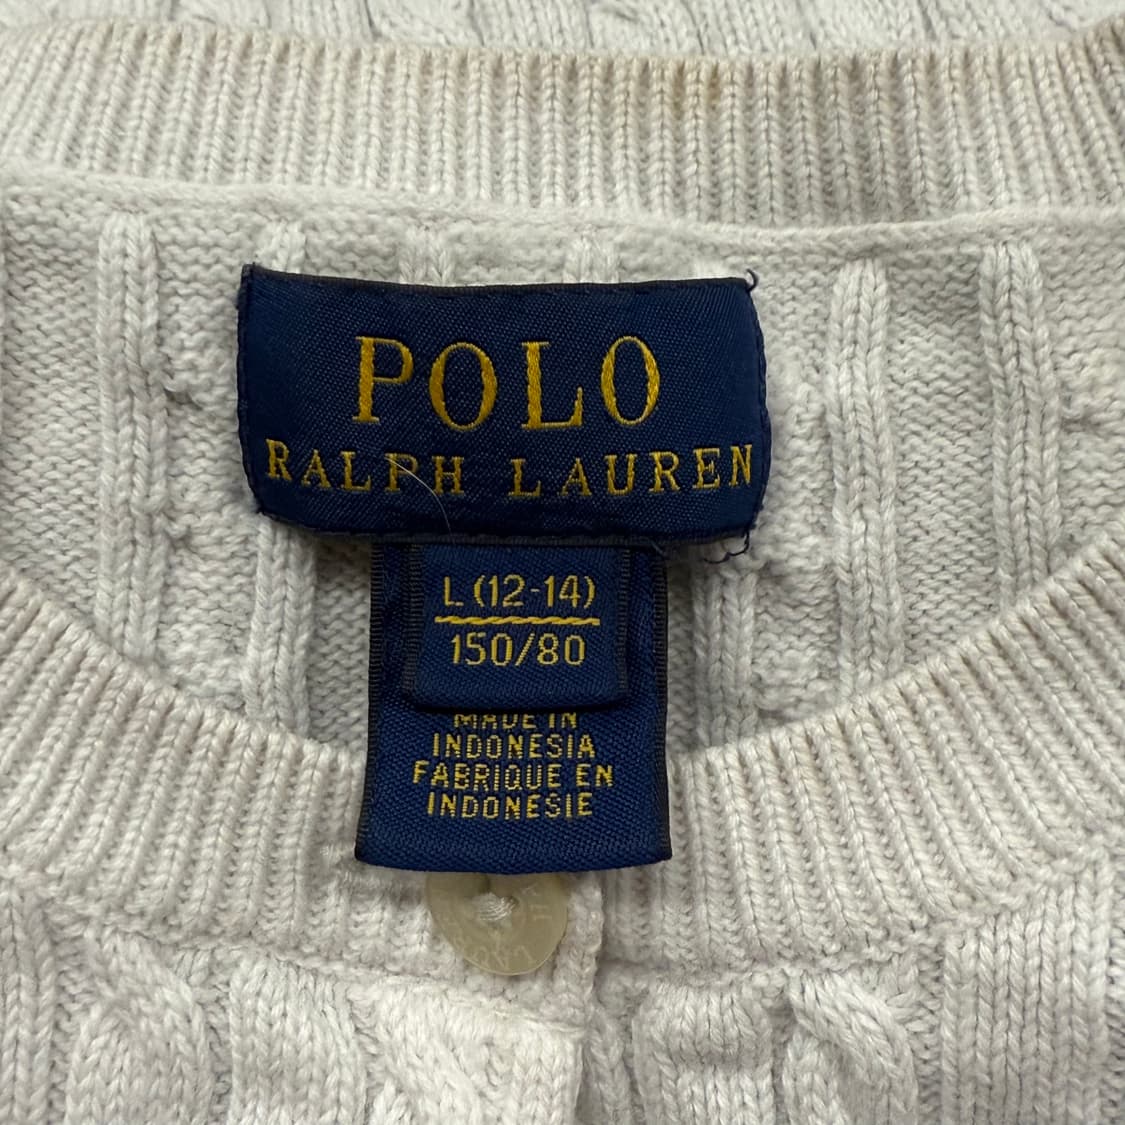 POLO
RALPH LAUREN
L (12-14)
150/80
MADE IN
INDONESIA
FABRIQUE EN
INDONESIE